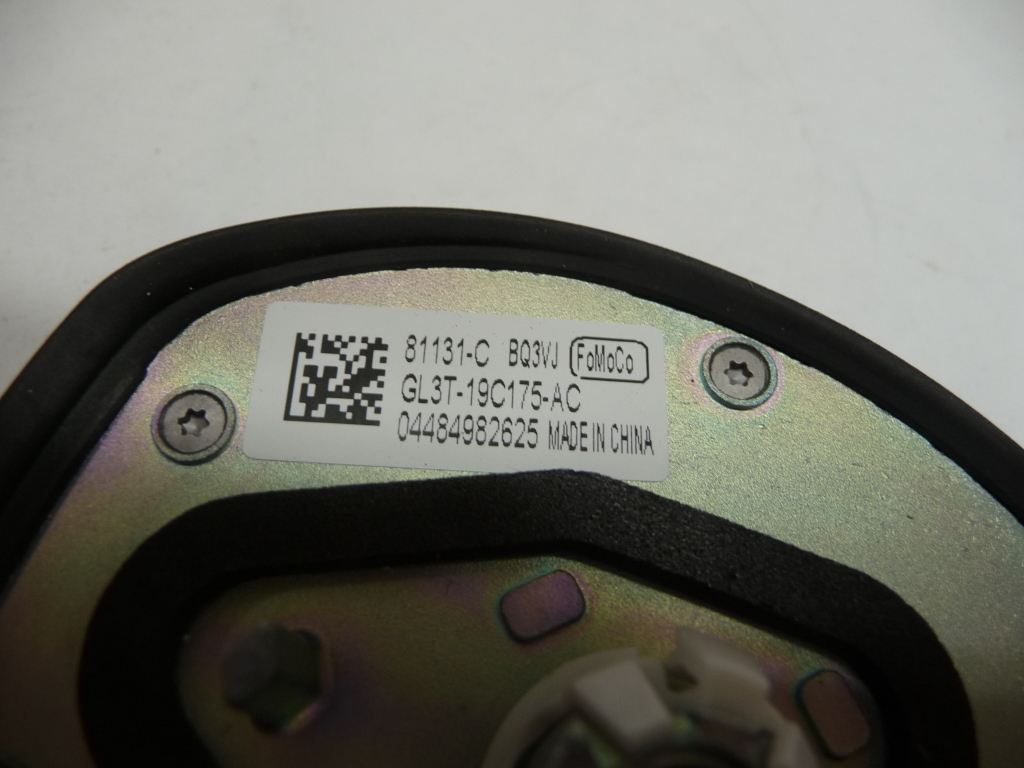 81131-C BQ3VJ FoMoCo
GL3T-19C175-AC
04484982625 MADE IN CHINA